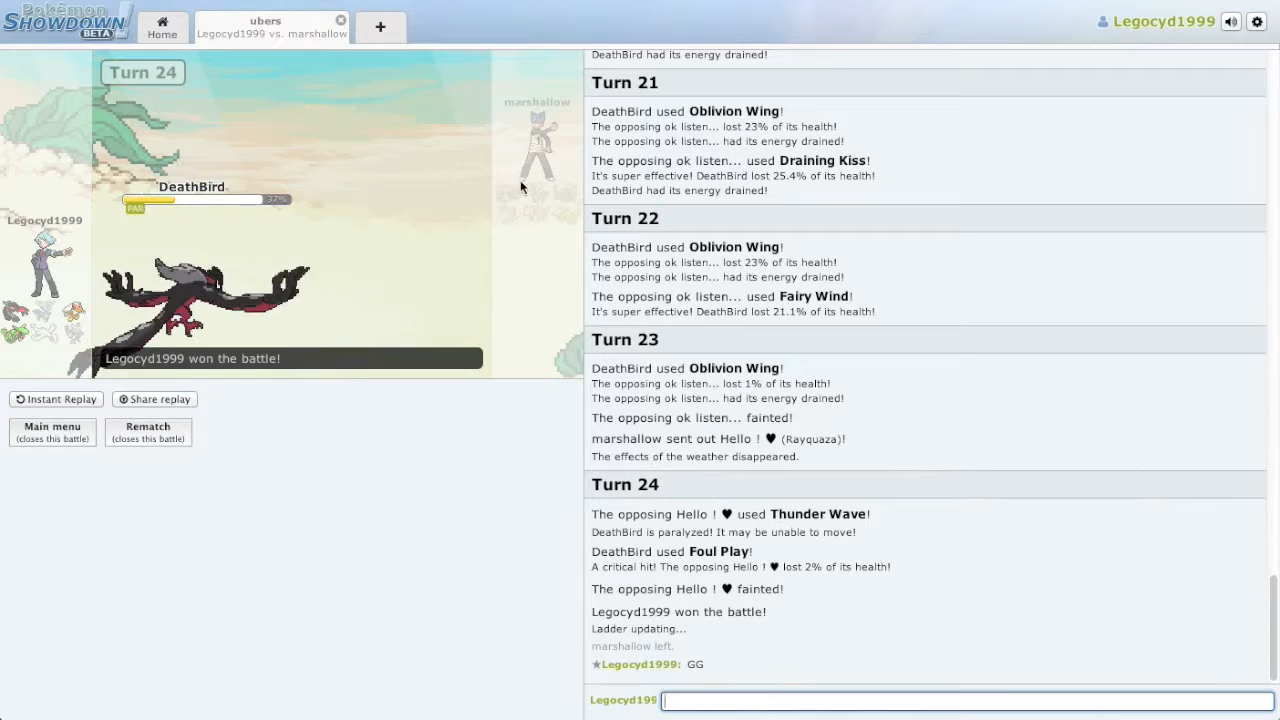 Pokémon
SHOWDOWN!
BETA
Home
ubers
Legocyd1999 vs. marshallow
+
Legocyd1999
Turn 24
marshallow
DeathBird
37%
PAR
Legocyd1999
Legocyd1999 won the battle!
Instant Replay
Share replay
Main menu
(closes this battle)
Rematch
(closes this battle)
DeathBird had its energy drained!
Turn 21
DeathBird used Oblivion Wing!
The opposing ok listen... lost 23% of its health!
The opposing ok listen... had its energy drained!
The opposing ok listen... used Draining Kiss!
It's super effective! DeathBird lost 25.4% of its health!
DeathBird had its energy drained!
Turn 22
DeathBird used Oblivion Wing!
The opposing ok listen... lost 23% of its health!
The opposing ok listen... had its energy drained!
The opposing ok listen... used Fairy Wind!
It's super effective! DeathBird lost 21.1% of its health!
Turn 23
DeathBird used Oblivion Wing!
The opposing ok listen... lost 1% of its health!
The opposing ok listen... had its energy drained!
The opposing ok listen... fainted!
marshallow sent out Hello ! ♥ (Rayquaza)!
The effects of the weather disappeared.
Turn 24
The opposing Hello ! ♥ used Thunder Wave!
DeathBird is paralyzed! It may be unable to move!
DeathBird used Foul Play!
A critical hit! The opposing Hello ! ♥ lost 2% of its health!
The opposing Hello ! ♥ fainted!
Legocyd1999 won the battle!
Ladder updating...
marshallow left.
★Legocyd1999: GG
Legocyd199